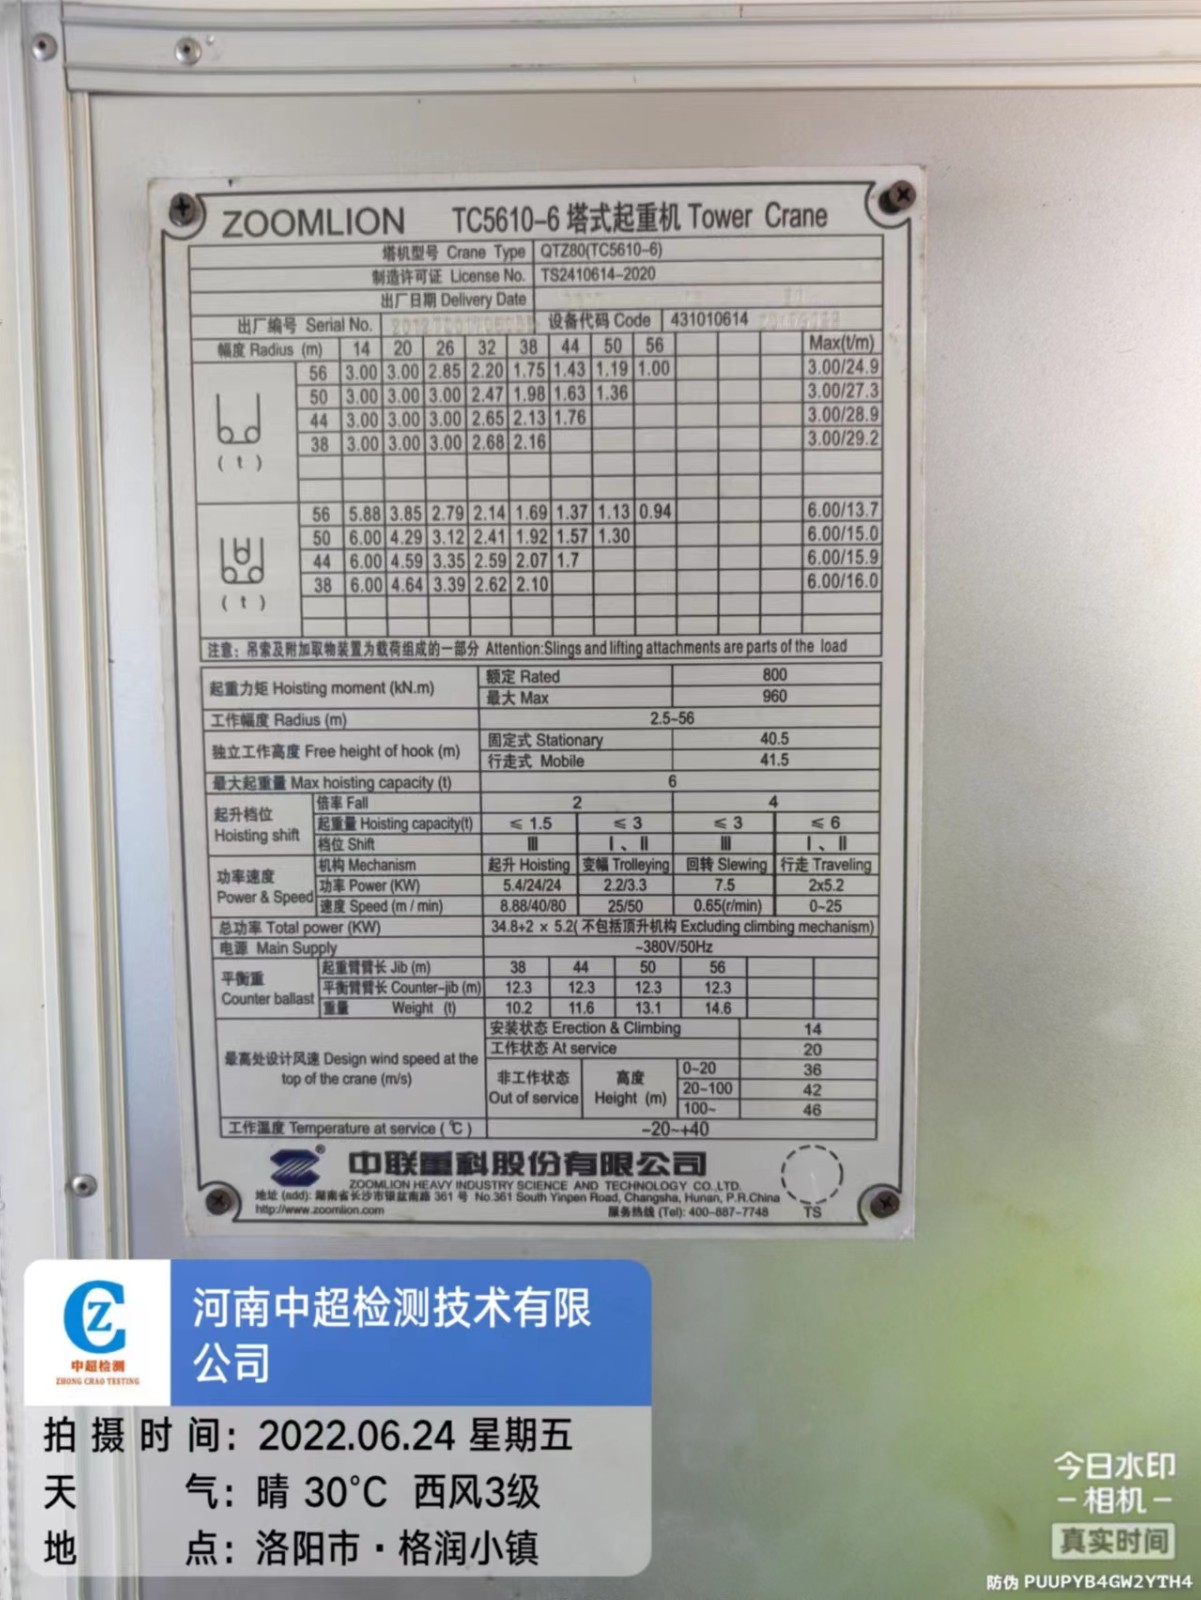 ZOOMLION TC5610-6 塔式起重机 Tower Crane
塔机型号 Crane Type QTZ80(TC5610-6)
制造许可证 License No. TS2410614-2020
出厂日期 Delivery Date
出厂编号 Serial No. 设备代码 Code 431010614
幅度 Radius (m) 14 20 26 32 38 44 50 56 Max(t/m)
56 3.00 3.00 2.85 2.20 1.75 1.43 1.19 1.00 3.00/24.9
50 3.00 3.00 3.00 2.47 1.98 1.63 1.36 3.00/27.3
44 3.00 3.00 3.00 2.65 2.13 1.76 3.00/28.9
38 3.00 3.00 3.00 2.68 2.16 3.00/29.2
( t )
56 5.88 3.85 2.79 2.14 1.69 1.37 1.13 0.94 6.00/13.7
50 6.00 4.29 3.12 2.41 1.92 1.57 1.30 6.00/15.0
44 6.00 4.59 3.35 2.59 2.07 1.7 6.00/15.9
38 6.00 4.64 3.39 2.62 2.10 6.00/16.0
( t )
注意: 吊索及附加取物装置为载荷组成的一部分 Attention:Slings and lifting attachments are parts of the load
起重力矩 Hoisting moment (kN.m) 额定 Rated 800
最大 Max 960
工作幅度 Radius (m) 2.5~56
独立工作高度 Free height of hook (m) 固定式 Stationary 40.5
行走式 Mobile 41.5
最大起重量 Max hoisting capacity (t) 6
起升档位 Hoisting shift 倍率 Fall 2 4
起重量 Hoisting capacity(t) ≤ 1.5 ≤ 3 ≤ 3 ≤ 6
档位 Shift Ⅲ Ⅰ、Ⅱ Ⅲ Ⅰ、Ⅱ
功率速度 Power & Speed 机构 Mechanism 起升 Hoisting 变幅 Trolleying 回转 Slewing 行走 Traveling
功率 Power (KW) 5.4/24/24 2.2/3.3 7.5 2x5.2
速度 Speed (m / min) 8.88/40/80 25/50 0.65(r/min) 0~25
总功率 Total power (KW) 34.8+2 × 5.2( 不包括顶升机构 Excluding climbing mechanism)
电源 Main Supply ~380V/50Hz
平衡重 Counter ballast 起重臂臂长 Jib (m) 38 44 50 56
平衡臂臂长 Counter-jib (m) 12.3 12.3 12.3 12.3
重量 Weight (t) 10.2 11.6 13.1 14.6
最高处设计风速 Design wind speed at the top of the crane (m/s) 安装状态 Erection & Climbing 14
工作状态 At service 20
非工作状态 Out of service 高度 Height (m) 0~20 36
20~100 42
100~ 46
工作温度 Temperature at service ( ℃ ) -20~+40
® 中联重科股份有限公司
ZOOMLION HEAVY INDUSTRY SCIENCE AND TECHNOLOGY CO.,LTD.
地址 (add): 湖南省长沙市银盆南路 361 号 No.361 South Yinpen Road, Changsha, Hunan, P.R.China
http://www.zoomlion.com 服务热线 (Tel): 400-887-7748 TS
河南中超检测技术有限
公司
CZ
中超检测
ZHONG CHAO TESTING
拍摄时间: 2022.06.24 星期五
天气: 晴 30℃ 西风3级
地点: 洛阳市·格润小镇
今日水印
-相机-
真实时间
防伪 PUUPYB4GW2YTH4